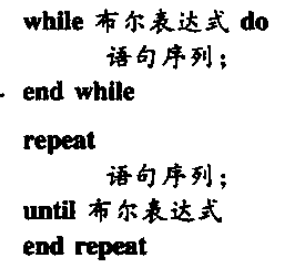 while 布尔表达式 do
语句序列;
end while
repeat
语句序列;
until 布尔表达式
end repeat